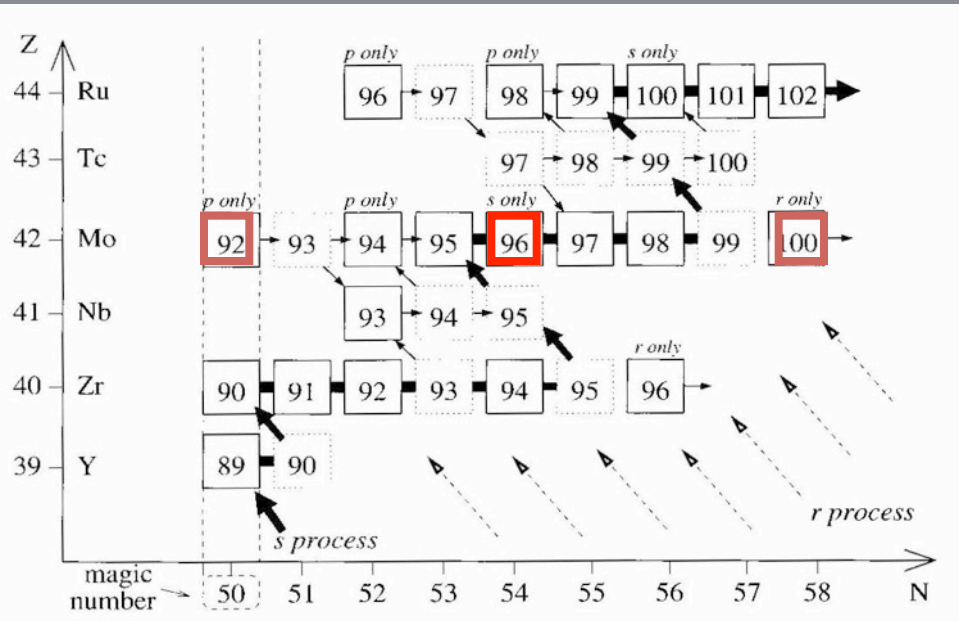 Z
p only p only s only
44 Ru 96 97 98 99 100 101 102
43 Tc 97 98 99 100
p only p only s only r only
42 Mo 92 93 94 95 96 97 98 99 100
41 Nb 93 94 95
r only
40 Zr 90 91 92 93 94 95 96
39 Y 89 90
r process
s process
magic
number
50 51 52 53 54 55 56 57 58 N